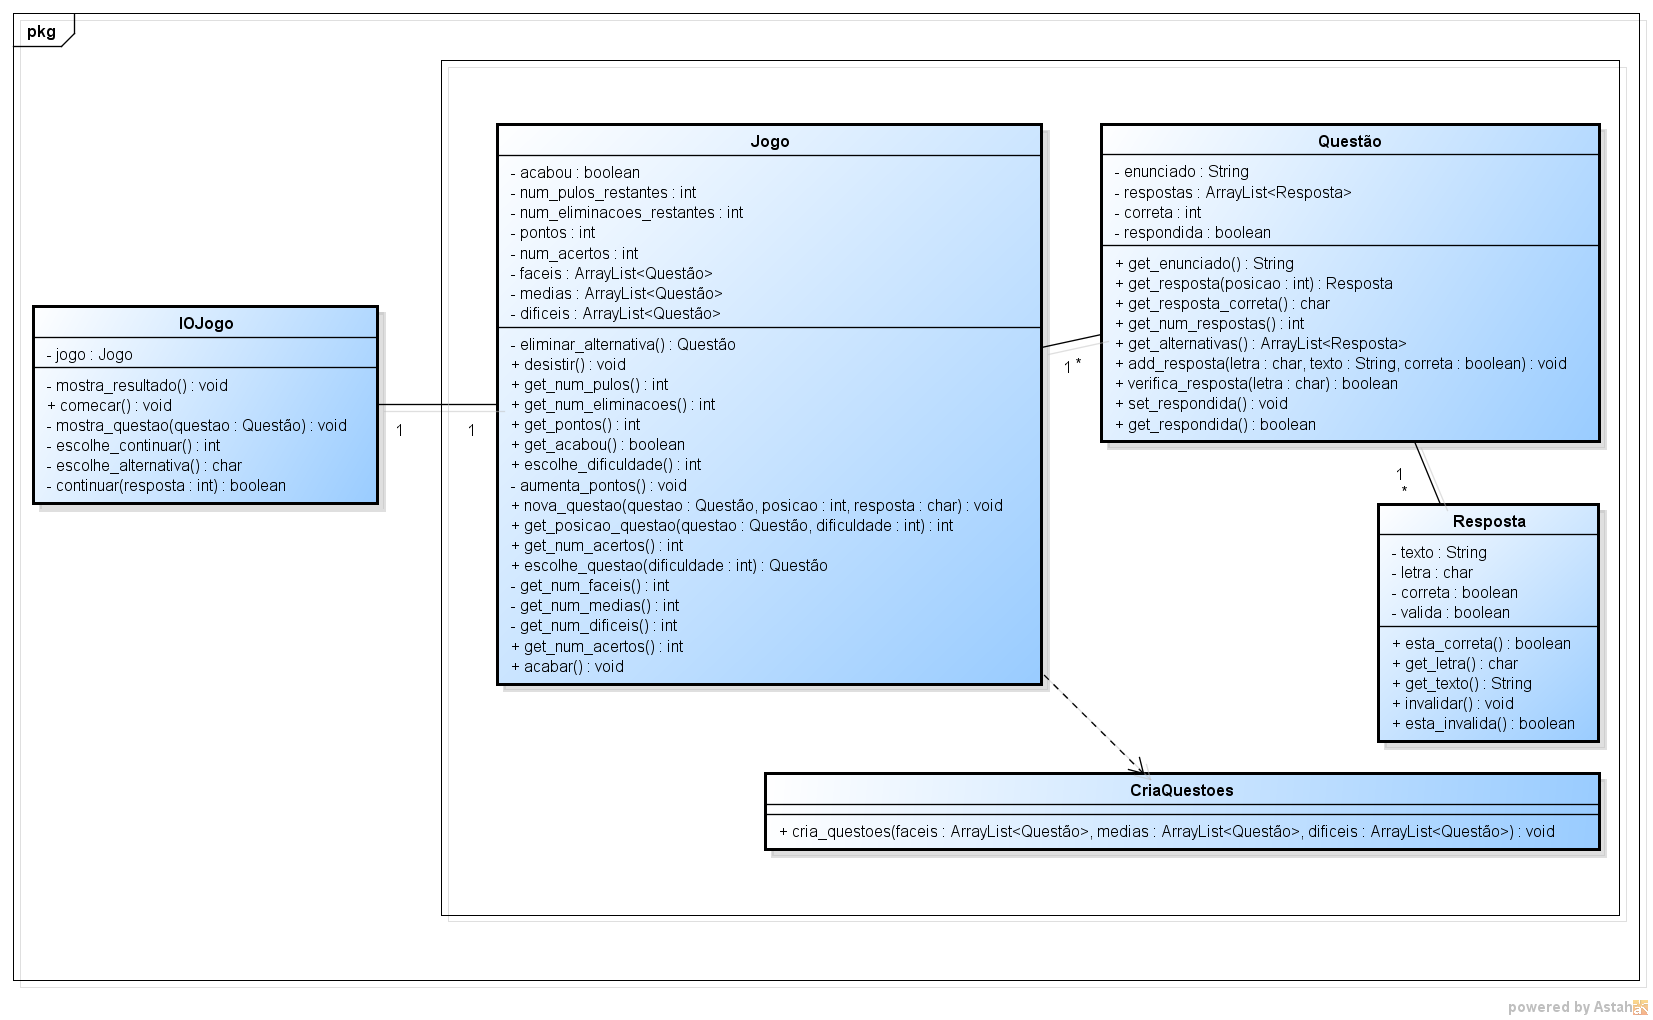 pkg
IOJogo
- jogo : Jogo
- mostra_resultado() : void
+ comecar() : void
- mostra_questao(questao : Questão) : void
- escolhe_continuar() : int
- escolhe_alternativa() : char
- continuar(resposta : int) : boolean
1
1
Jogo
- acabou : boolean
- num_pulos_restantes : int
- num_eliminacoes_restantes : int
- pontos : int
- num_acertos : int
- faceis : ArrayList<Questão>
- medias : ArrayList<Questão>
- dificeis : ArrayList<Questão>
- eliminar_alternativa() : Questão
+ desistir() : void
+ get_num_pulos() : int
+ get_num_eliminacoes() : int
+ get_pontos() : int
+ get_acabou() : boolean
+ escolhe_dificuldade() : int
- aumenta_pontos() : void
+ nova_questao(questao : Questão, posicao : int, resposta : char) : void
+ get_posicao_questao(questao : Questão, dificuldade : int) : int
+ get_num_acertos() : int
+ escolhe_questao(dificuldade : int) : Questão
- get_num_faceis() : int
- get_num_medias() : int
- get_num_dificeis() : int
+ get_num_acertos() : int
+ acabar() : void
1 *
Questão
- enunciado : String
- respostas : ArrayList<Resposta>
- correta : int
- respondida : boolean
+ get_enunciado() : String
+ get_resposta(posicao : int) : Resposta
+ get_resposta_correta() : char
+ get_num_respostas() : int
+ get_alternativas() : ArrayList<Resposta>
+ add_resposta(letra : char, texto : String, correta : boolean) : void
+ verifica_resposta(letra : char) : boolean
+ set_respondida() : void
+ get_respondida() : boolean
1
*
Resposta
- texto : String
- letra : char
- correta : boolean
- valida : boolean
+ esta_correta() : boolean
+ get_letra() : char
+ get_texto() : String
+ invalidar() : void
+ esta_invalida() : boolean
CriaQuestoes
+ cria_questoes(faceis : ArrayList<Questão>, medias : ArrayList<Questão>, dificeis : ArrayList<Questão>) : void
powered by Astah